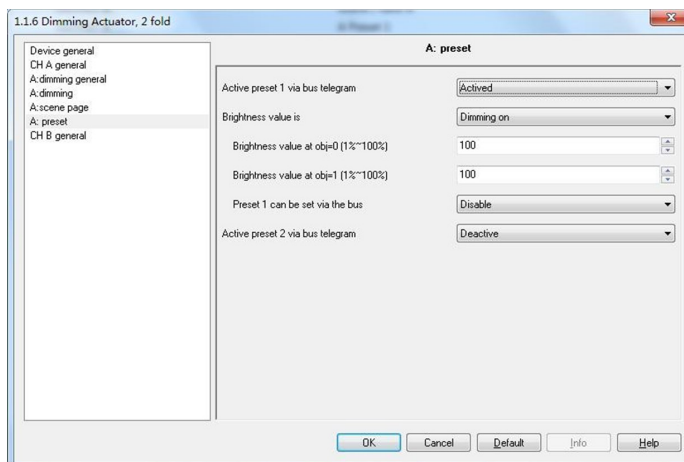 1.1.6 Dimming Actuator, 2 fold
Device general
CH A general
A:dimming general
A:dimming
A:scene page
A: preset
CH B general
A: preset
Active preset 1 via bus telegram Actived
Brightness value is Dimming on
Brightness value at obj=0 (1%~100%) 100
Brightness value at obj=1 (1%~100%) 100
Preset 1 can be set via the bus Disable
Active preset 2 via bus telegram Deactive
OK Cancel Default Info Help